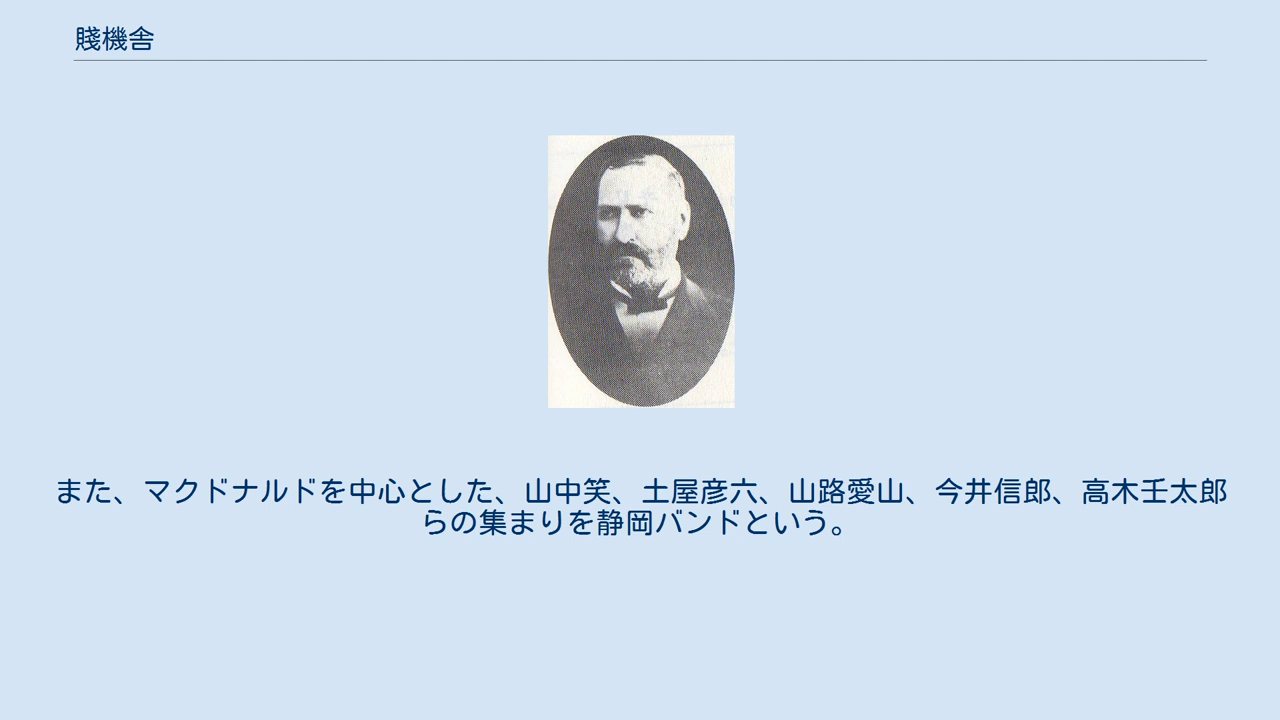 賤機舎
また、マクドナルドを中心とした、山中笑、土屋彦六、山路愛山、今井信郎、高木壬太郎
らの集まりを静岡バンドという。